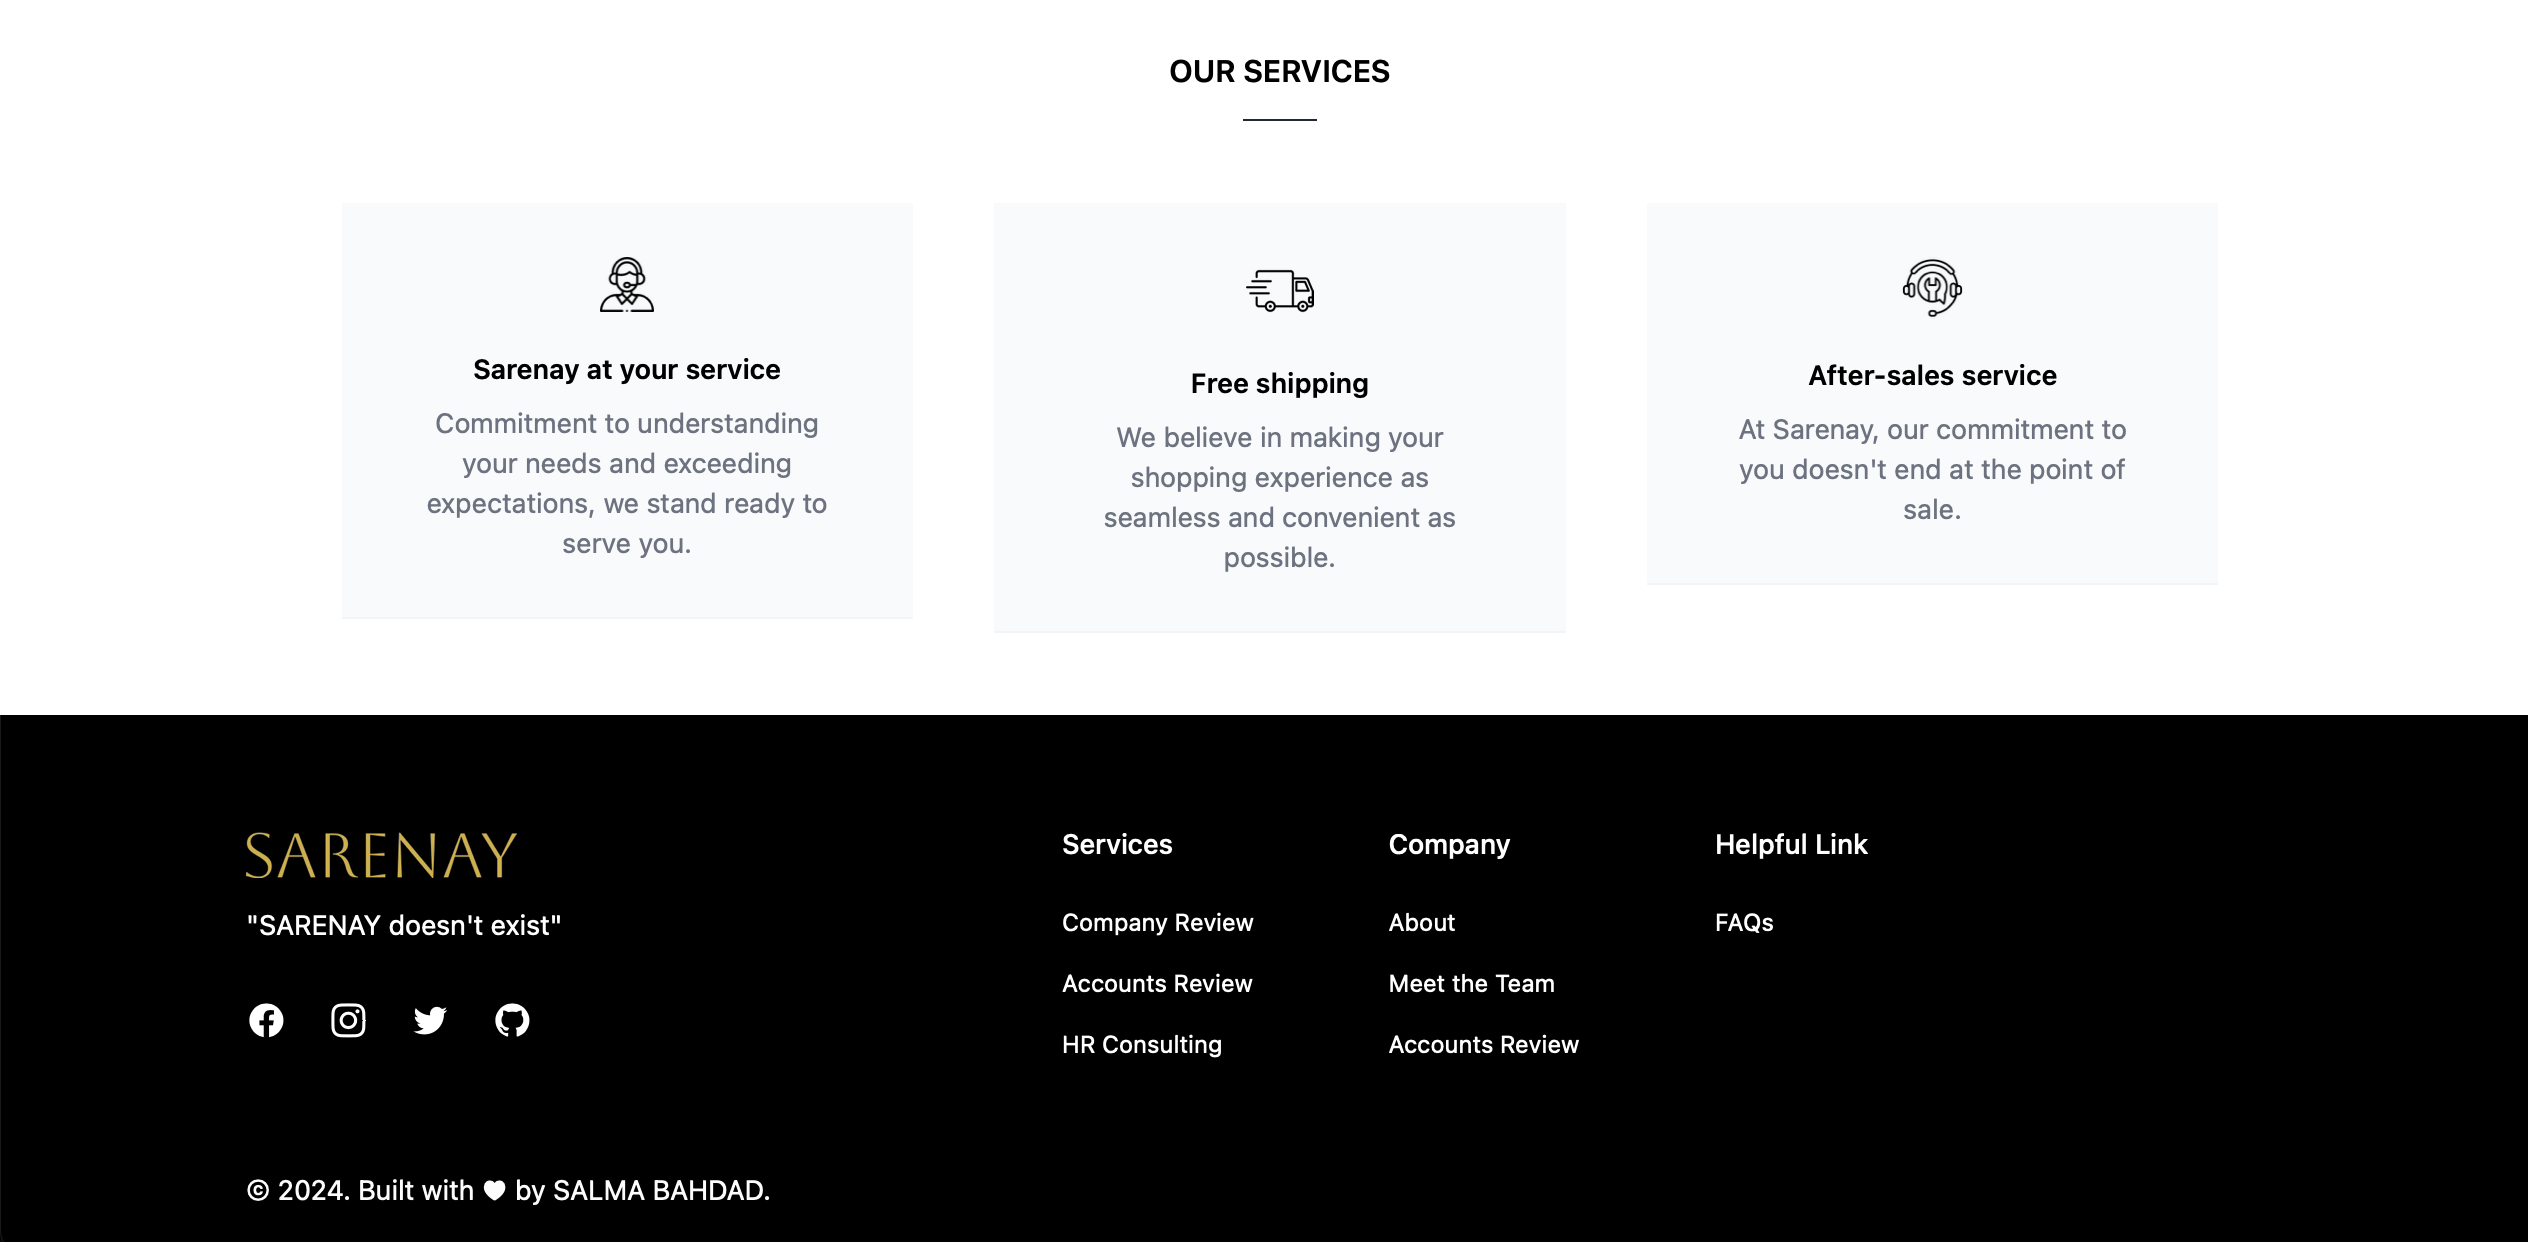 OUR SERVICES
Sarenay at your service
Commitment to understanding
your needs and exceeding
expectations, we stand ready to
serve you.
Free shipping
We believe in making your
shopping experience as
seamless and convenient as
possible.
After-sales service
At Sarenay, our commitment to
you doesn't end at the point of
sale.
SARENAY
"SARENAY doesn't exist"
Services
Company Review
Accounts Review
HR Consulting
Company
About
Meet the Team
Accounts Review
Helpful Link
FAQs
© 2024. Built with ♥ by SALMA BAHDAD.